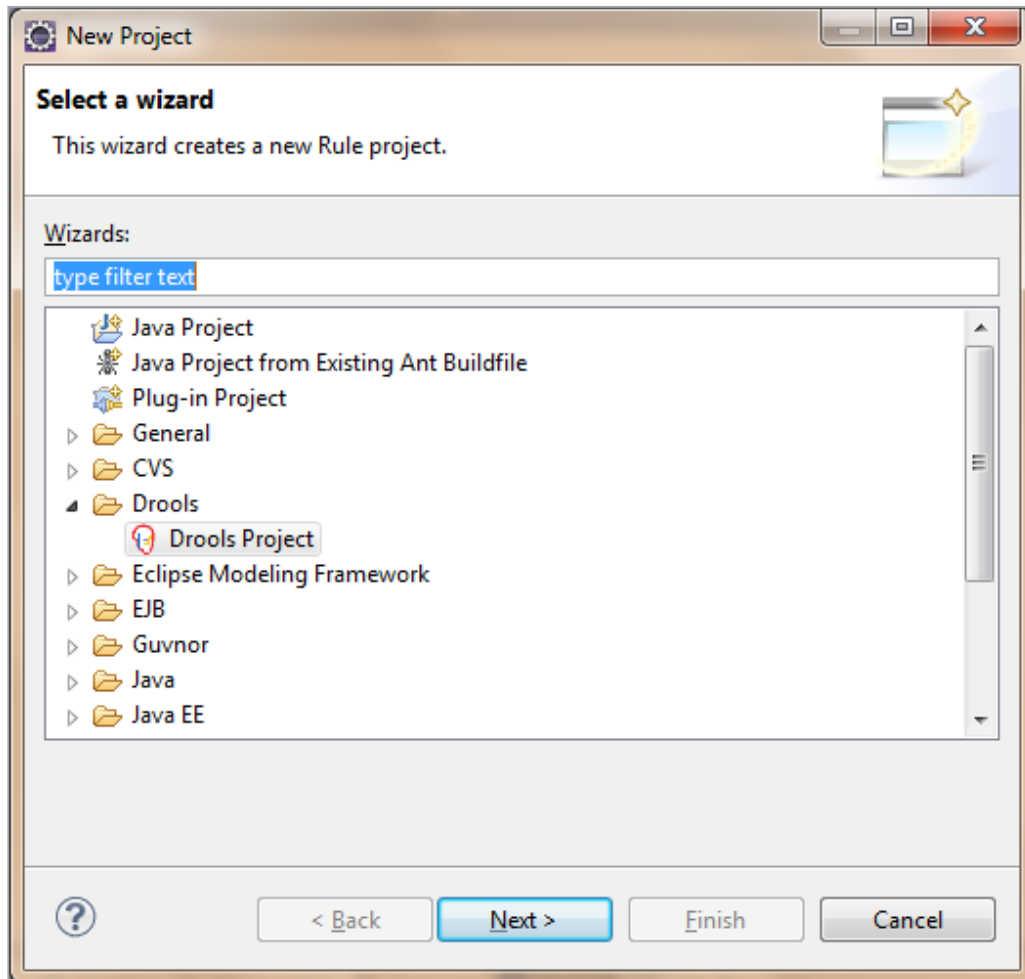 New Project
Select a wizard
This wizard creates a new Rule project.
Wizards:
type filter text
Java Project
Java Project from Existing Ant Buildfile
Plug-in Project
General
CVS
Drools
Drools Project
Eclipse Modeling Framework
EJB
Guvnor
Java
Java EE
? < Back Next > Finish Cancel